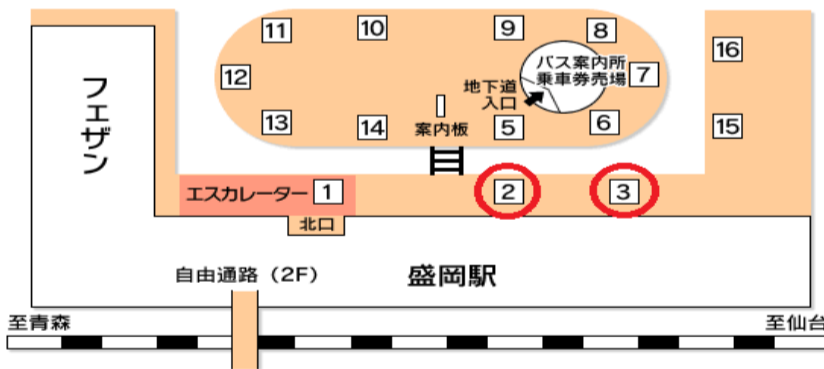 11
10
9
8
16
12
バス案内所
乗車券売場
7
地下道
入口
13
14
案内板
5
6
15
フェザン
エスカレーター
1
2
3
北口
自由通路（2F）
盛岡駅
至青森
至仙台